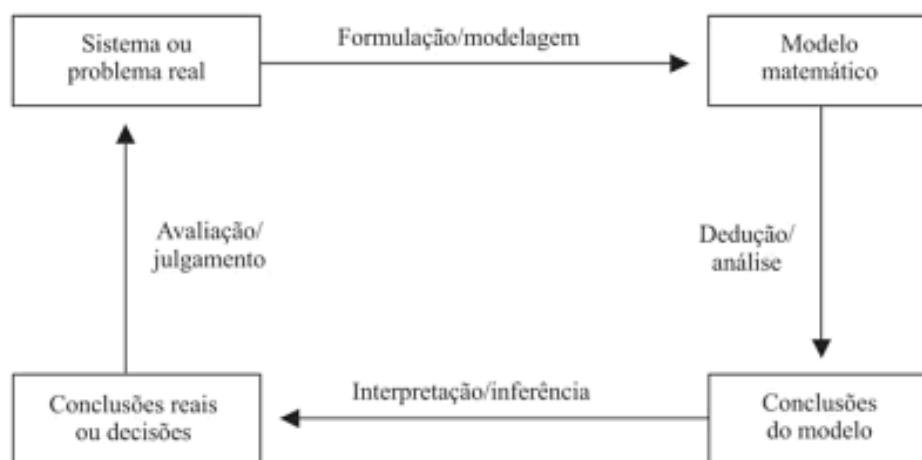 Sistema ou
problema real
Formulação/modelagem
Modelo
matemático
Avaliação/
julgamento
Dedução/
análise
Conclusões reais
ou decisões
Interpretação/inferência
Conclusões
do modelo